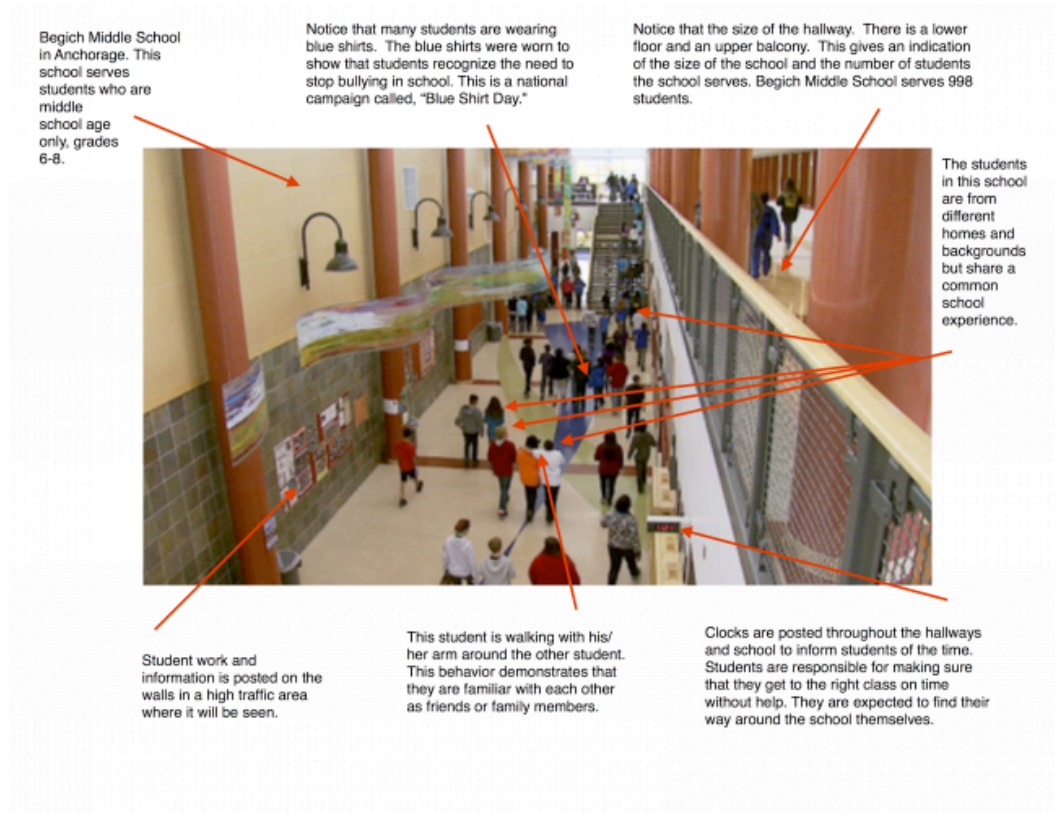 Begich Middle School
in Anchorage. This
school serves
students who are
middle
school age
only, grades
6-8.
Notice that many students are wearing
blue shirts. The blue shirts were worn to
show that students recognize the need to
stop bullying in school. This is a national
campaign called, “Blue Shirt Day.”
Notice that the size of the hallway. There is a lower
floor and an upper balcony. This gives an indication
of the size of the school and the number of students
the school serves. Begich Middle School serves 998
students.
The students
in this school
are from
different
homes and
backgrounds
but share a
common
school
experience.
Student work and
information is posted on the
walls in a high traffic area
where it will be seen.
This student is walking with his/
her arm around the other student.
This behavior demonstrates that
they are familiar with each other
as friends or family members.
Clocks are posted throughout the hallways
and school to inform students of the time.
Students are responsible for making sure
that they get to the right class on time
without help. They are expected to find their
way around the school themselves.